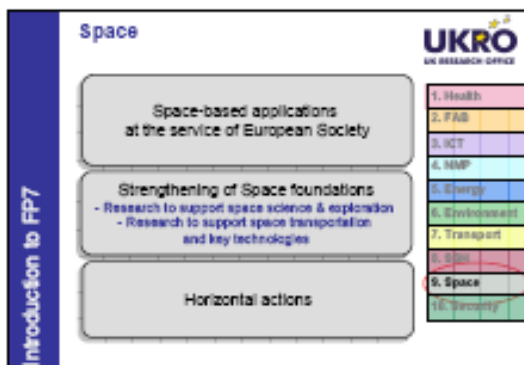 Space
UKRO
UK RESEARCH OFFICE
Introduction to FP7
Space-based applications
at the service of European Society
Strengthening of Space foundations
- Research to support space science & exploration
- Research to support space transportation
and key technologies
Horizontal actions
1. Health
2. FAB
3. ICT
4. NMP
5. Energy
6. Environment
7. Transport
8. SSH
9. Space
10. Security